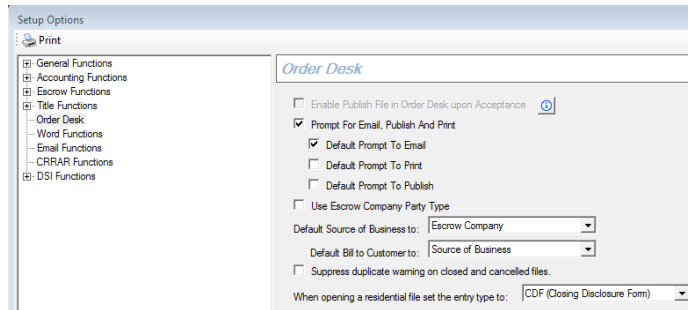 Setup Options
Print
General Functions
Accounting Functions
Escrow Functions
Title Functions
Order Desk
Word Functions
Email Functions
CRRAR Functions
DSI Functions
Order Desk
Enable Publish File in Order Desk upon Acceptance
Prompt For Email, Publish And Print
Default Prompt To Email
Default Prompt To Print
Default Prompt To Publish
Use Escrow Company Party Type
Default Source of Business to: Escrow Company
Default Bill to Customer to: Source of Business
Suppress duplicate warning on closed and cancelled files.
When opening a residential file set the entry type to: CDF (Closing Disclosure Form)